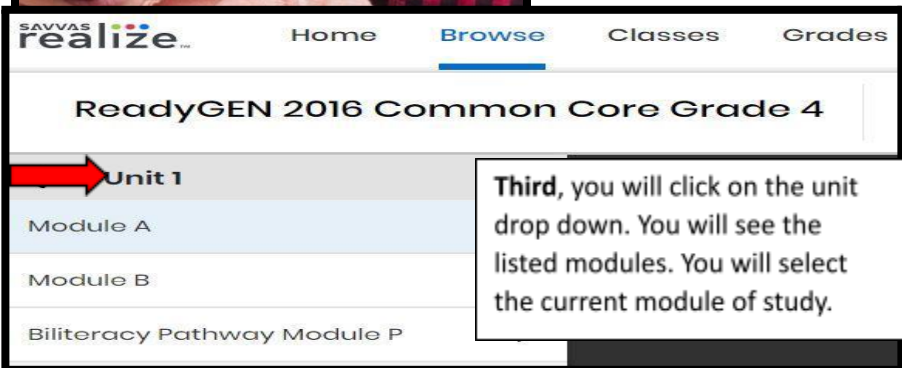 SAVVAS
realize™ Home Browse Classes Grades
ReadyGEN 2016 Common Core Grade 4
Unit 1
Module A
Module B
Biliteracy Pathway Module P
Third, you will click on the unit
drop down. You will see the
listed modules. You will select
the current module of study.